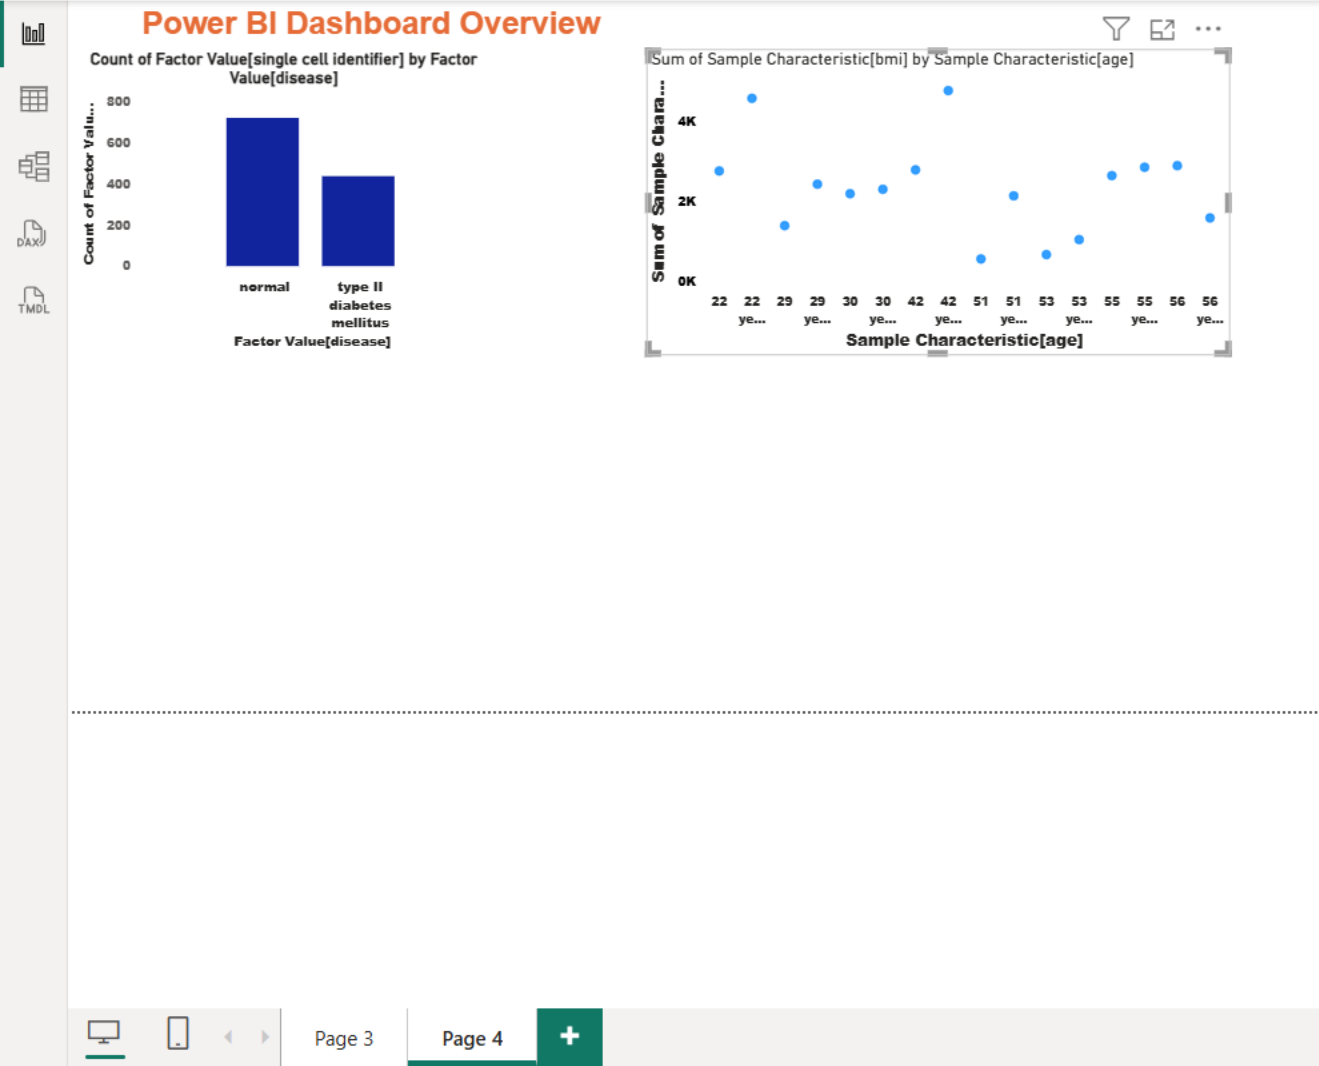 Power BI Dashboard Overview
Count of Factor Value[single cell identifier] by Factor
Value[disease]
Count of Factor Valu...
800
600
400
200
0
normal
type II
diabetes
mellitus
Factor Value[disease]
Sum of Sample Characteristic[bmi] by Sample Characteristic[age]
Sum of Sample Chara...
4K
2K
0K
22 22 29 29 30 30 42 42 51 51 53 53 55 55 56 56
ye... ye... ye... ye... ye... ye... ye... ye...
Sample Characteristic[age]
DAX
TMDL
Page 3
Page 4